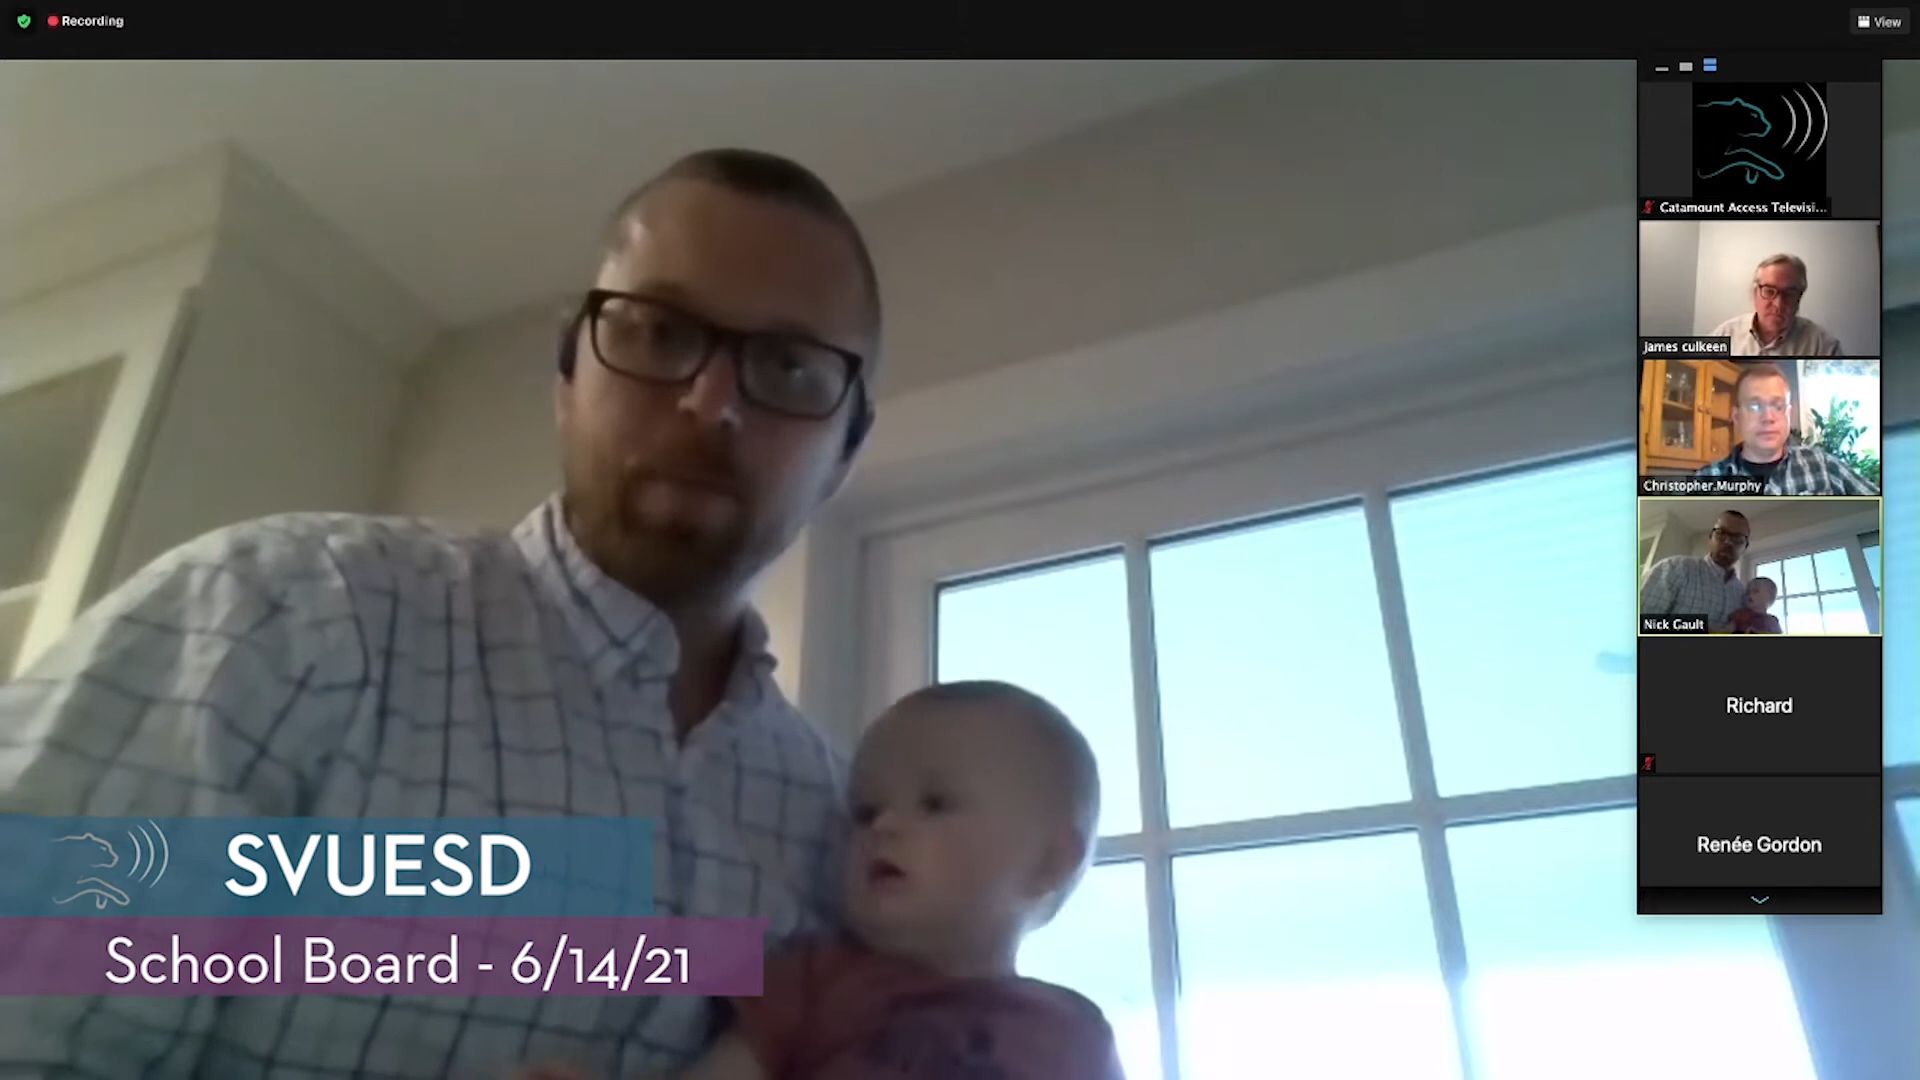 Recording
View
Catamount Access Televisi...
james culkeen
Christopher.Murphy
Nick Gault
Richard
Renée Gordon
SVUESD
School Board - 6/14/21